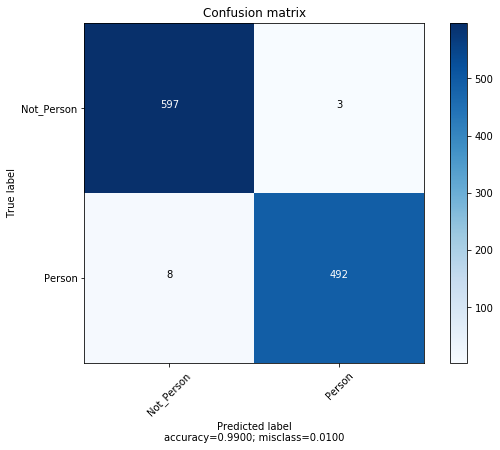 Confusion matrix
True label
Not_Person
597
3
Person
8
492
Not_Person
Person
Predicted label
accuracy=0.9900; misclass=0.0100
500
400
300
200
100